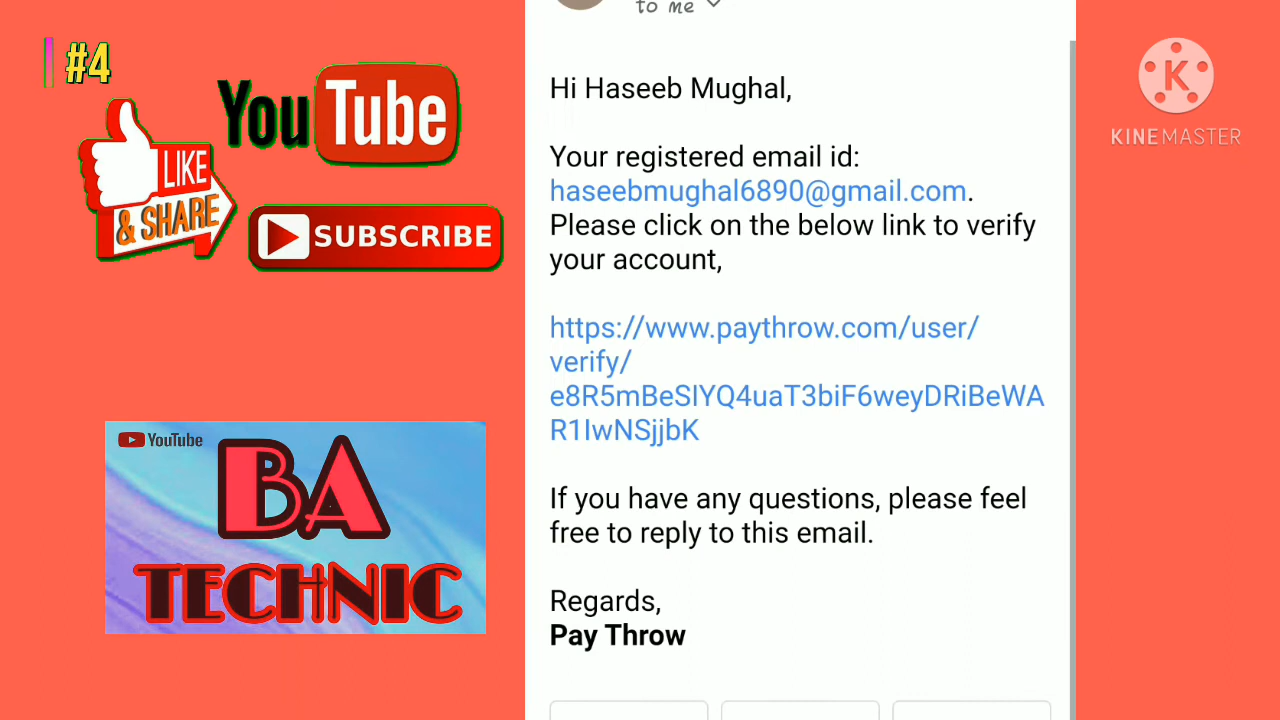 #4
YouTube
LIKE
& SHARE
SUBSCRIBE
YouTube
BA
TECHNIC
to me
Hi Haseeb Mughal,
Your registered email id:
haseebmughal6890@gmail.com.
Please click on the below link to verify
your account,
https://www.paythrow.com/user/
verify/
e8R5mBeSIYQ4uaT3biF6weyDRiBeWA
R1IwNSjjbK
If you have any questions, please feel
free to reply to this email.
Regards,
Pay Throw
K
KINEMASTER